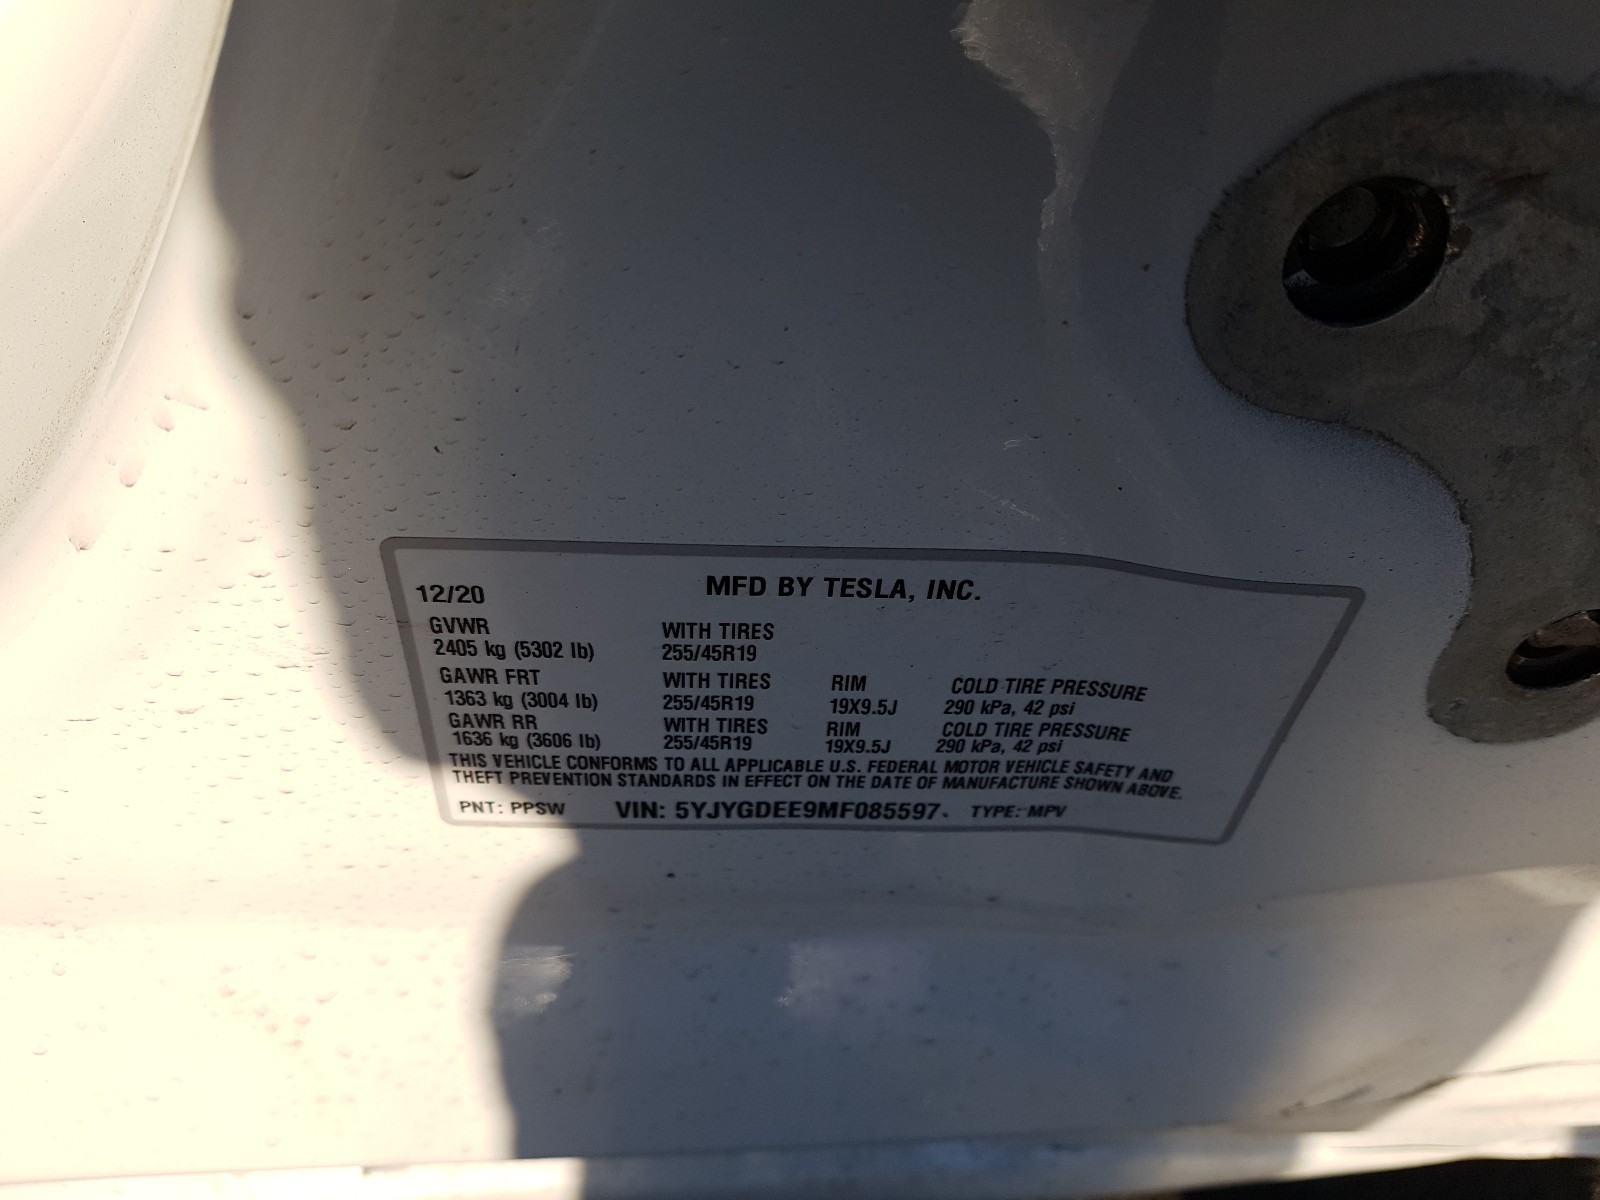 12/20 MFD BY TESLA, INC.
GVWR WITH TIRES
2405 kg (5302 lb) 255/45R19
GAWR FRT WITH TIRES RIM COLD TIRE PRESSURE
1363 kg (3004 lb) 255/45R19 19X9.5J 290 kPa, 42 psi
GAWR RR WITH TIRES RIM COLD TIRE PRESSURE
1636 kg (3606 lb) 255/45R19 19X9.5J 290 kPa, 42 psi
THIS VEHICLE CONFORMS TO ALL APPLICABLE U.S. FEDERAL MOTOR VEHICLE SAFETY AND
THEFT PREVENTION STANDARDS IN EFFECT ON THE DATE OF MANUFACTURE SHOWN ABOVE.
PNT: PPSW VIN: 5YJYGDEE9MF085597 TYPE: MPV